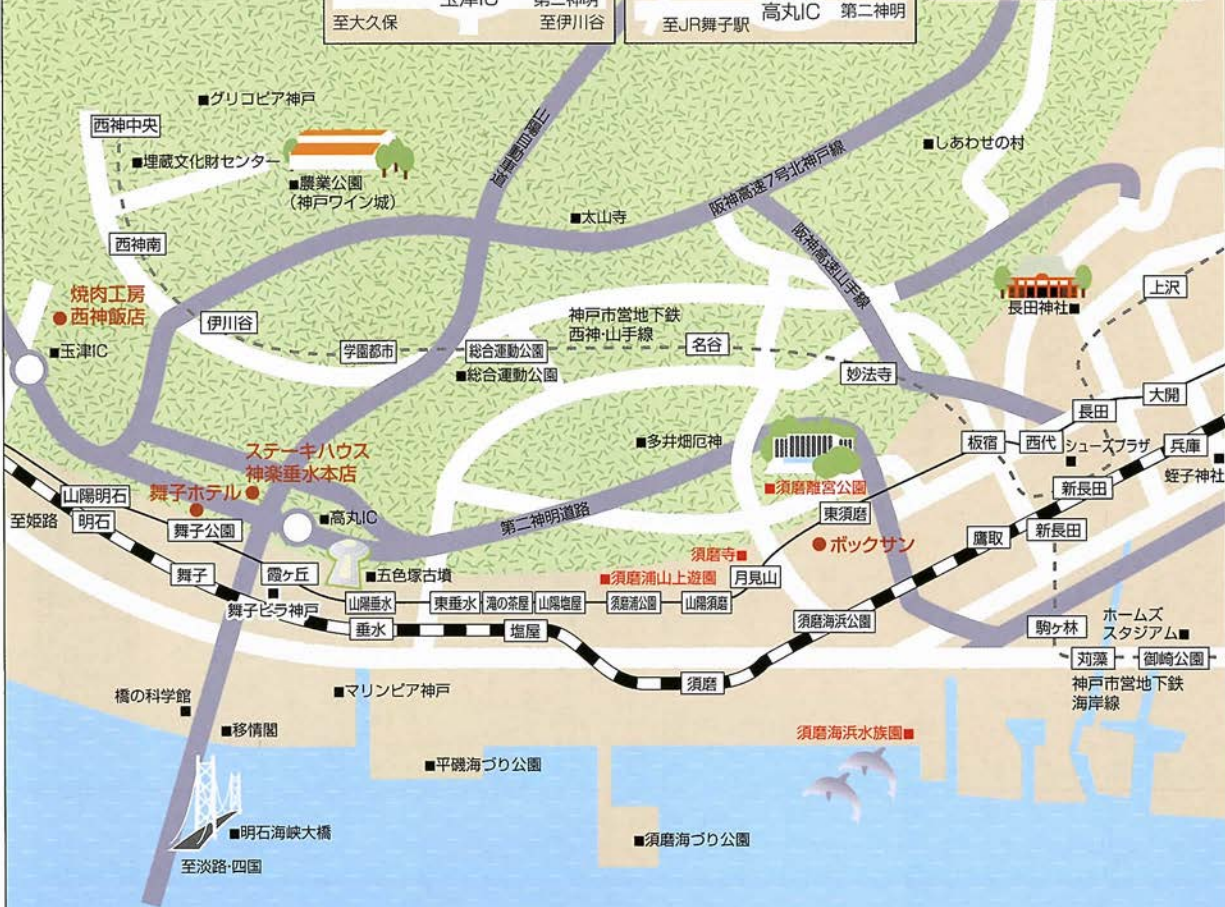 玉津IC
第二神明
至大久保
至伊川谷
高丸IC
第二神明
至JR舞子駅
■グリコピア神戸
西神中央
■埋蔵文化財センター
■農業公園
(神戸ワイン城)
山陽自動車道
阪神高速7号北神戸線
■しあわせの村
■太山寺
阪神高速山手線
西神南
焼肉工房
●西神飯店
■玉津IC
伊川谷
学園都市
総合運動公園
■総合運動公園
神戸市営地下鉄
西神・山手線
名谷
妙法寺
長田神社■
上沢
大開
長田
西代
板宿
シューズプラザ
■
兵庫
■
蛭子神社
新長田
新長田
鷹取
■多井畑厄神
■須磨離宮公園
東須磨
●ボックサン
須磨寺■
月見山
■須磨浦山上遊園
ステーキハウス
神楽垂水本店●
舞子ホテル
●
■高丸IC
第二神明道路
山陽明石
至姫路
明石
舞子公園
舞子
霞ヶ丘
■
舞子ビラ神戸
■五色塚古墳
山陽垂水
東垂水
滝の茶屋
山陽塩屋
須磨浦公園
山陽須磨
垂水
塩屋
須磨
須磨海浜公園
駒ヶ林
ホームズ
スタジアム■
苅藻
御崎公園
神戸市営地下鉄
海岸線
橋の科学館
■
■移情閣
■マリンピア神戸
■平磯海づり公園
須磨海浜水族園■
■明石海峡大橋
■須磨海づり公園
至淡路・四国